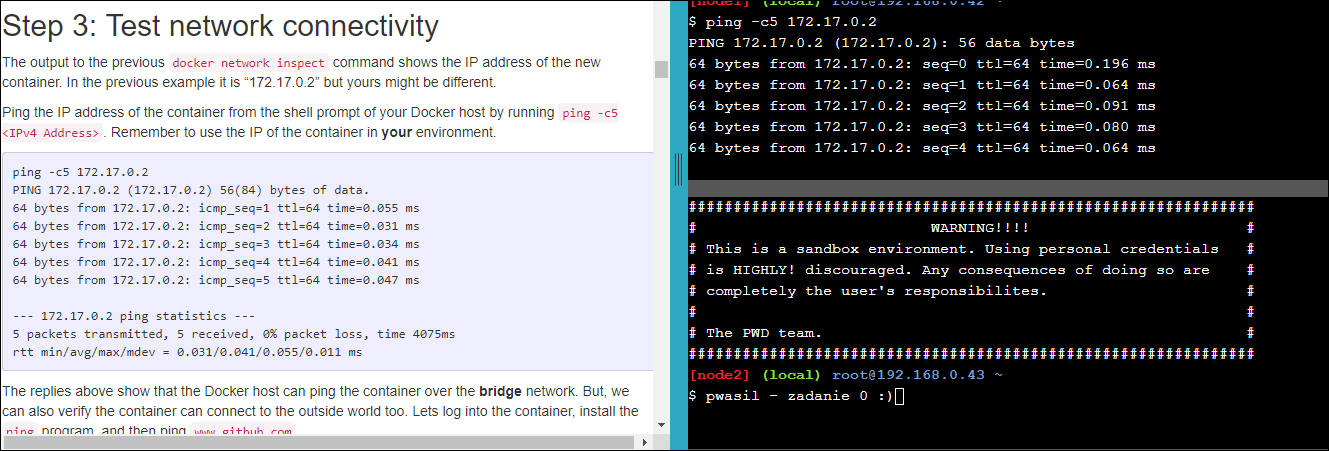 Step 3: Test network connectivity
The output to the previous docker network inspect command shows the IP address of the new
container. In the previous example it is “172.17.0.2” but yours might be different.
Ping the IP address of the container from the shell prompt of your Docker host by running ping -c5
<IPv4 Address> . Remember to use the IP of the container in your environment.
ping -c5 172.17.0.2
PING 172.17.0.2 (172.17.0.2) 56(84) bytes of data.
64 bytes from 172.17.0.2: icmp_seq=1 ttl=64 time=0.055 ms
64 bytes from 172.17.0.2: icmp_seq=2 ttl=64 time=0.031 ms
64 bytes from 172.17.0.2: icmp_seq=3 ttl=64 time=0.034 ms
64 bytes from 172.17.0.2: icmp_seq=4 ttl=64 time=0.041 ms
64 bytes from 172.17.0.2: icmp_seq=5 ttl=64 time=0.047 ms
--- 172.17.0.2 ping statistics ---
5 packets transmitted, 5 received, 0% packet loss, time 4075ms
rtt min/avg/max/mdev = 0.031/0.041/0.055/0.011 ms
The replies above show that the Docker host can ping the container over the bridge network. But, we
can also verify the container can connect to the outside world too. Lets log into the container, install the
ping program, and then ping www.github.com
[node1] (local) root@192.168.0.42 ~
$ ping -c5 172.17.0.2
PING 172.17.0.2 (172.17.0.2): 56 data bytes
64 bytes from 172.17.0.2: seq=0 ttl=64 time=0.196 ms
64 bytes from 172.17.0.2: seq=1 ttl=64 time=0.064 ms
64 bytes from 172.17.0.2: seq=2 ttl=64 time=0.091 ms
64 bytes from 172.17.0.2: seq=3 ttl=64 time=0.080 ms
64 bytes from 172.17.0.2: seq=4 ttl=64 time=0.064 ms
###############################################################
# WARNING!!!! #
# This is a sandbox environment. Using personal credentials #
# is HIGHLY! discouraged. Any consequences of doing so are #
# completely the user's responsibilites. #
# #
# The PWD team. #
###############################################################
[node2] (local) root@192.168.0.43 ~
$ pwasil - zadanie 0 :)